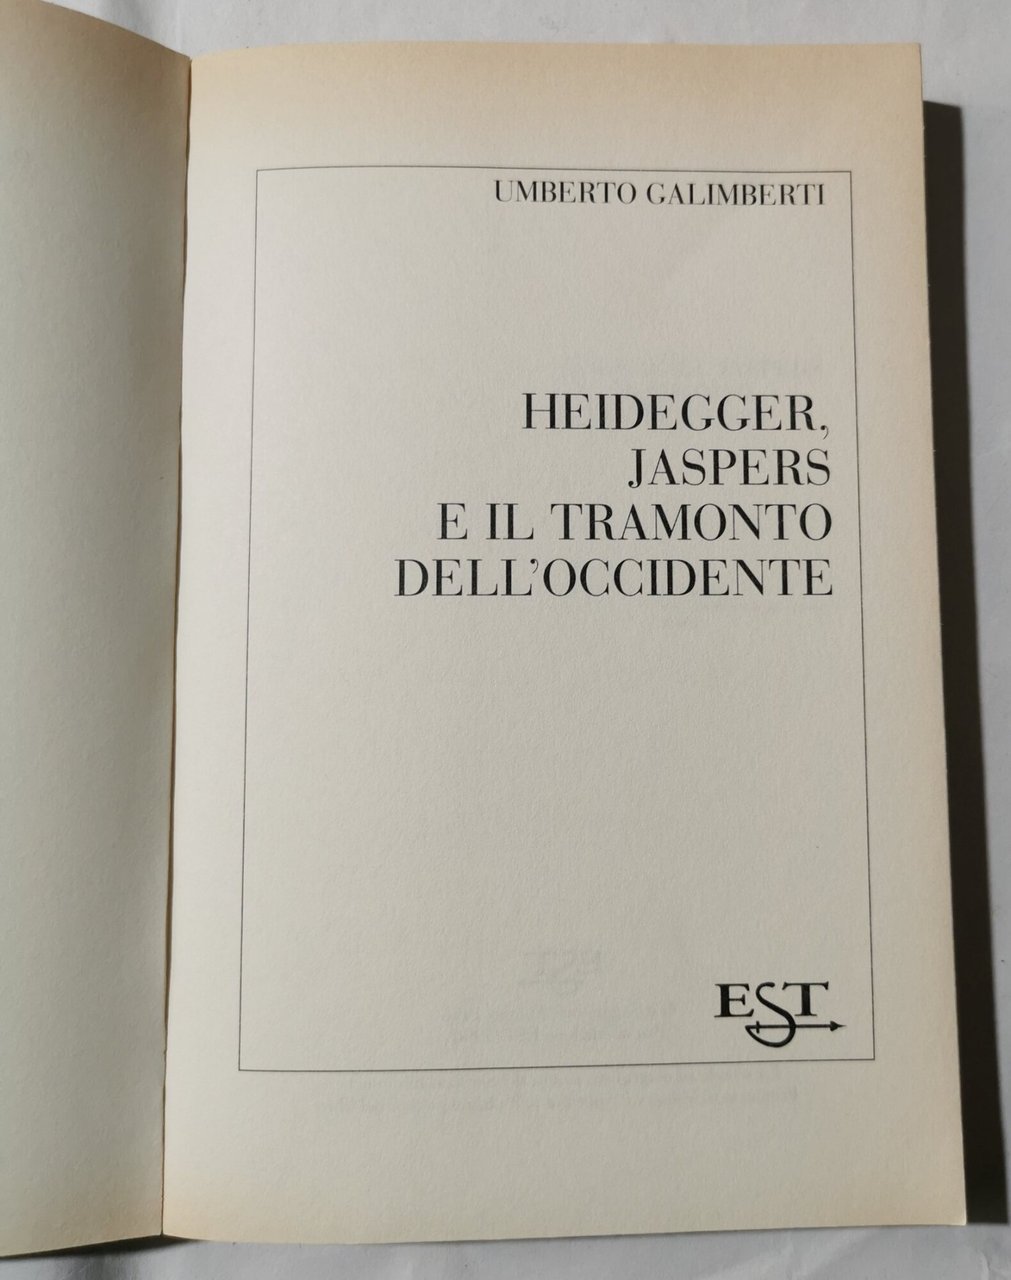 UMBERTO GALIMBERTI
HEIDEGGER,
JASPERS
E IL TRAMONTO
DELL'OCCIDENTE
EST